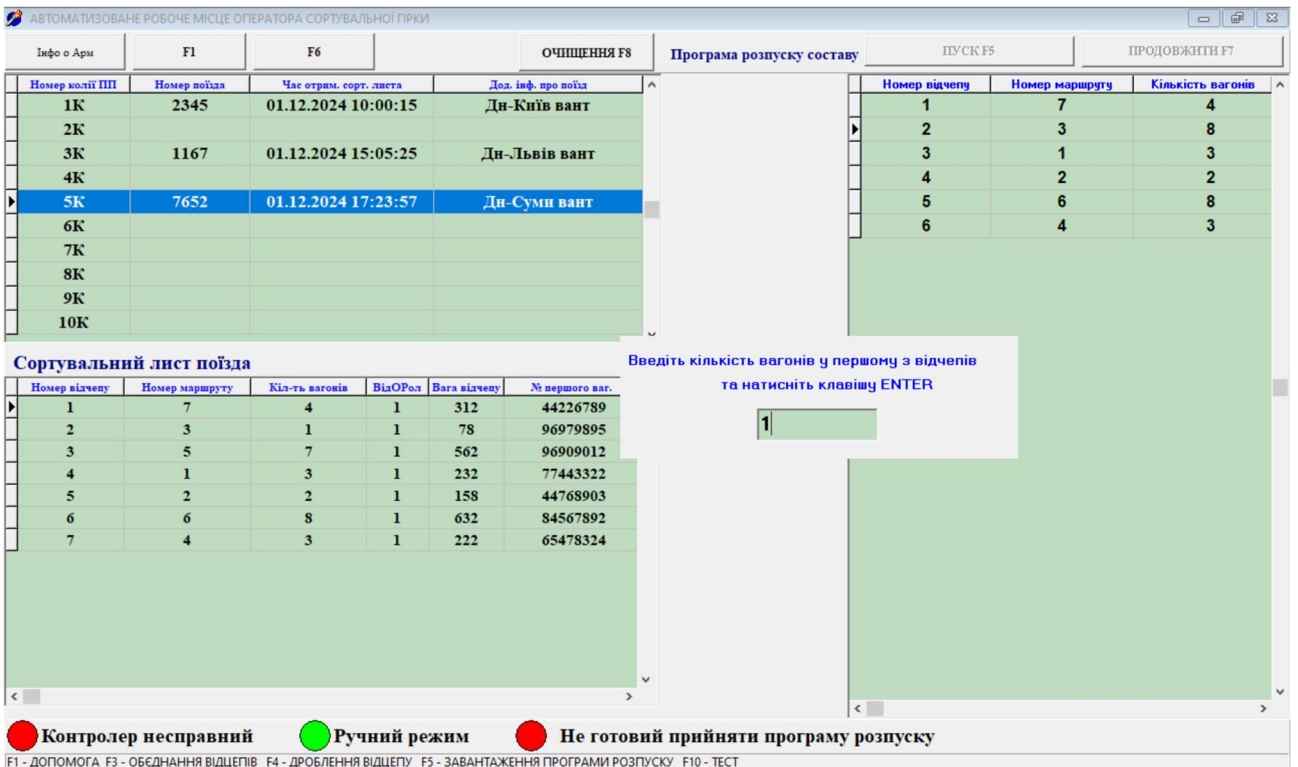 АВТОМАТИЗОВАНЕ РОБОЧЕ МІСЦЕ ОПЕРАТОРА СОРТУВАЛЬНОЇ ГІРКИ
Інфо о Арм F1 F6 ОЧИЩЕННЯ F8 Програма розпуску составу ПУСК F5 ПРОДОВЖИТИ F7
Номер колії ПП Номер поїзда Час отрим. сорт. листа Дод. інф. про поїзд
1К 2345 01.12.2024 10:00:15 Дн-Київ вант
2К
3К 1167 01.12.2024 15:05:25 Дн-Львів вант
4К
5К 7652 01.12.2024 17:23:57 Дн-Суми вант
6К
7К
8К
9К
10К
Номер відчепу Номер маршруту Кількість вагонів
1 7 4
2 3 8
3 1 3
4 2 2
5 6 8
6 4 3
Введіть кількість вагонів у першому з відчепів
та натисніть клавішу ENTER
1
Сортувальний лист поїзда
Номер відчепу Номер маршруту Кіл-ть вагонів ВідОРол Вага відчепу № першого ваг.
1 7 4 1 312 44226789
2 3 1 1 78 96979895
3 5 7 1 562 96909012
4 1 3 1 232 77443322
5 2 2 1 158 44768903
6 6 8 1 632 84567892
7 4 3 1 222 65478324
Контролер несправний Ручний режим Не готовий прийняти програму розпуску
F1 - ДОПОМОГА F3 - ОБЄДНАННЯ ВІДЦЕПІВ F4 - ДРОБЛЕННЯ ВІДЦЕПУ F5 - ЗАВАНТАЖЕННЯ ПРОГРАМИ РОЗПУСКУ F10 - ТЕСТ